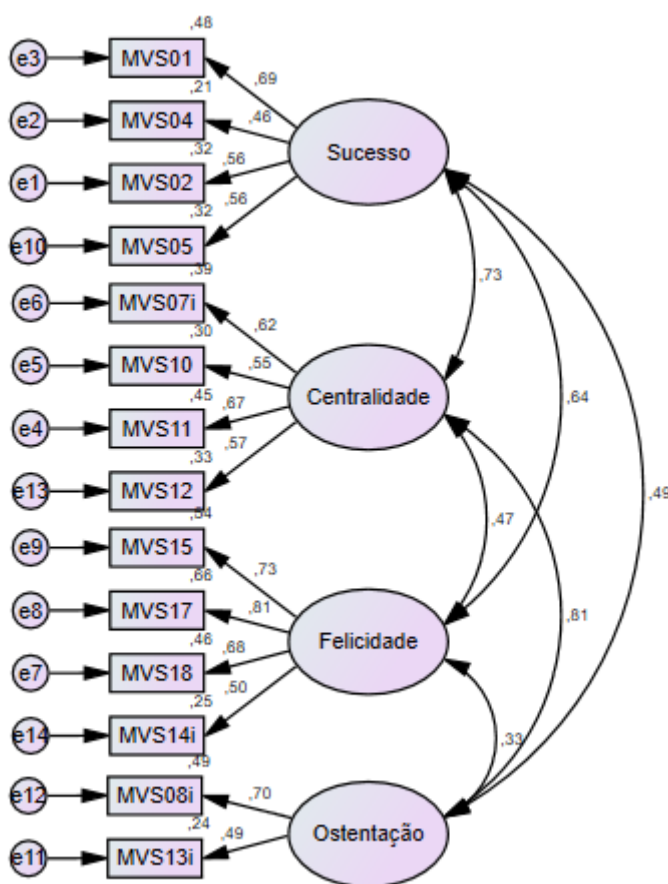 ,48
e3 MVS01
,69
,21
e2 MVS04 ,46
Sucesso
,32
e1 MVS02 ,56
,32 ,56
e10 MVS05
,39
,73
e6 MVS07i
,62
,30
e5 MVS10 ,55
Centralidade
,64
,45
e4 MVS11 ,67
,33 ,57
e13 MVS12
,49
,54
,47
e9 MVS15
,73
,66
,81
e8 MVS17 ,81
Felicidade
,46
e7 MVS18 ,68
,25 ,50
e14 MVS14i
,33
,49
e12 MVS08i
,70
,24
Ostentação
,49
e11 MVS13i